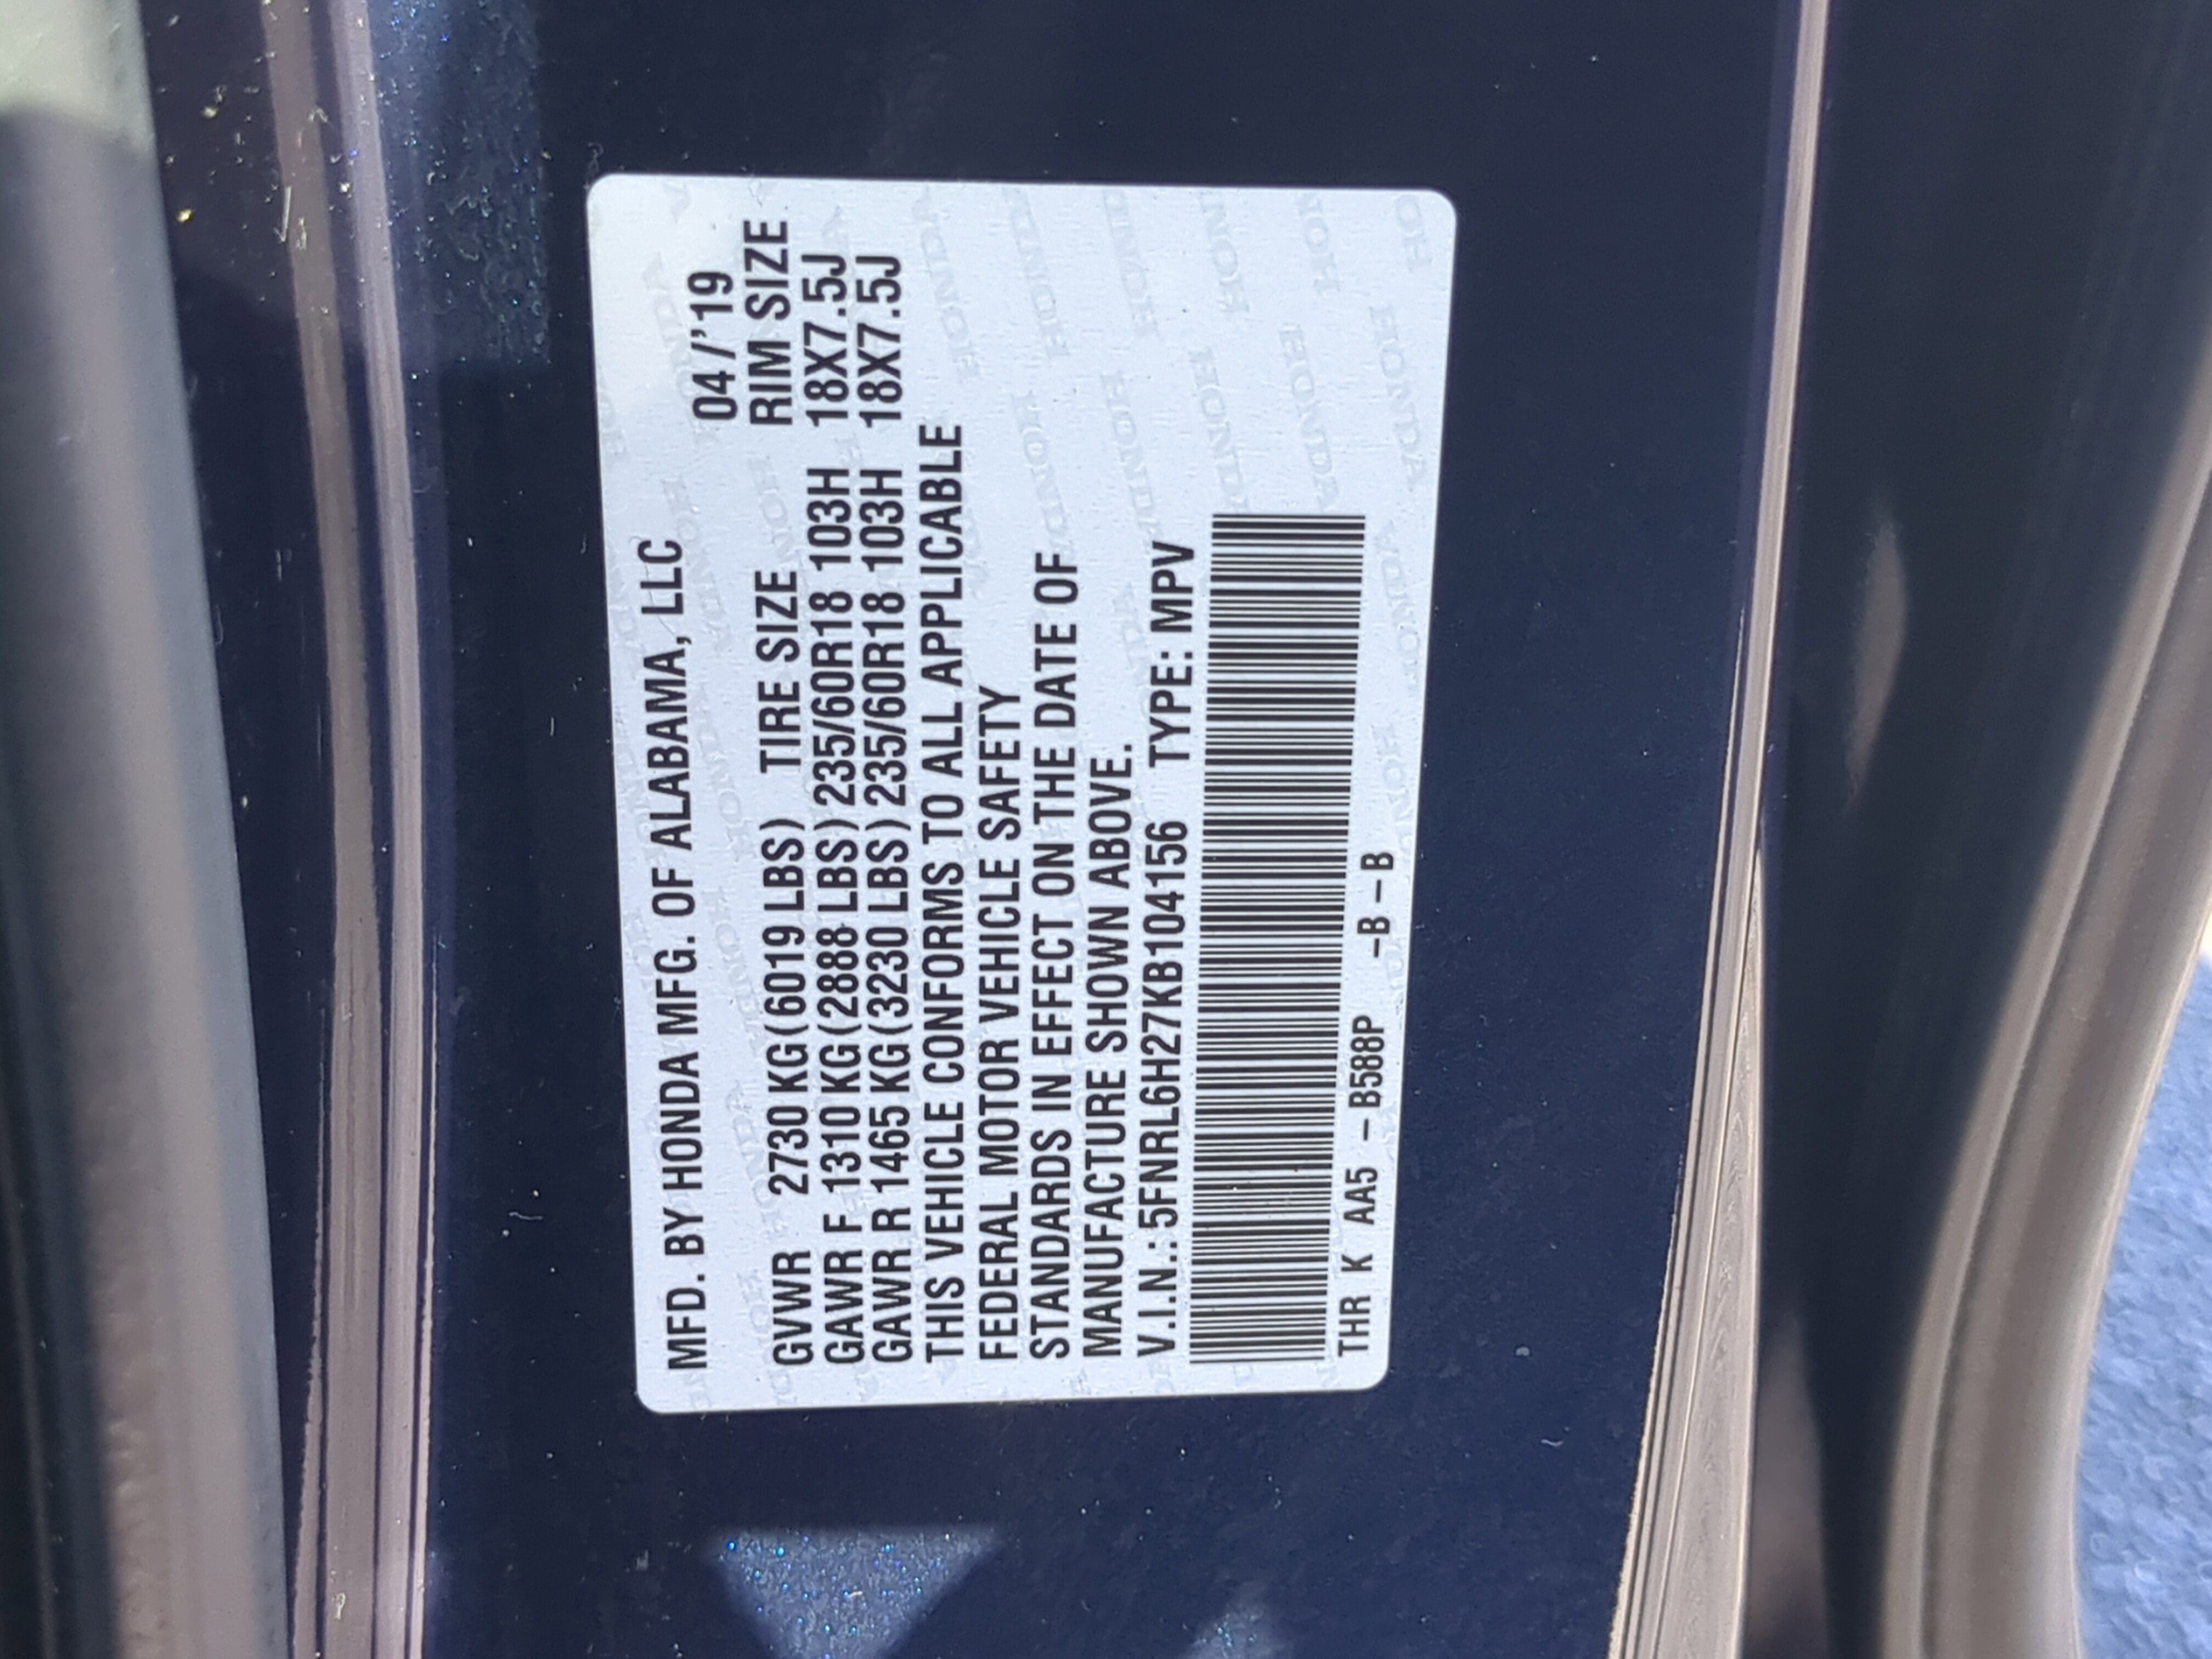 MFD. BY HONDA MFG. OF ALABAMA, LLC
04/'19
GVWR 2730 KG(6019 LBS) TIRE SIZE RIM SIZE
GAWR F 1310 KG(2888 LBS) 235/60R18 103H 18X7.5J
GAWR R 1465 KG(3230 LBS) 235/60R18 103H 18X7.5J
THIS VEHICLE CONFORMS TO ALL APPLICABLE
FEDERAL MOTOR VEHICLE SAFETY
STANDARDS IN EFFECT ON THE DATE OF
MANUFACTURE SHOWN ABOVE.
V.I.N.: 5FNRL6H27KB104156 TYPE: MPV
THR K AA5 – B588P –B –B